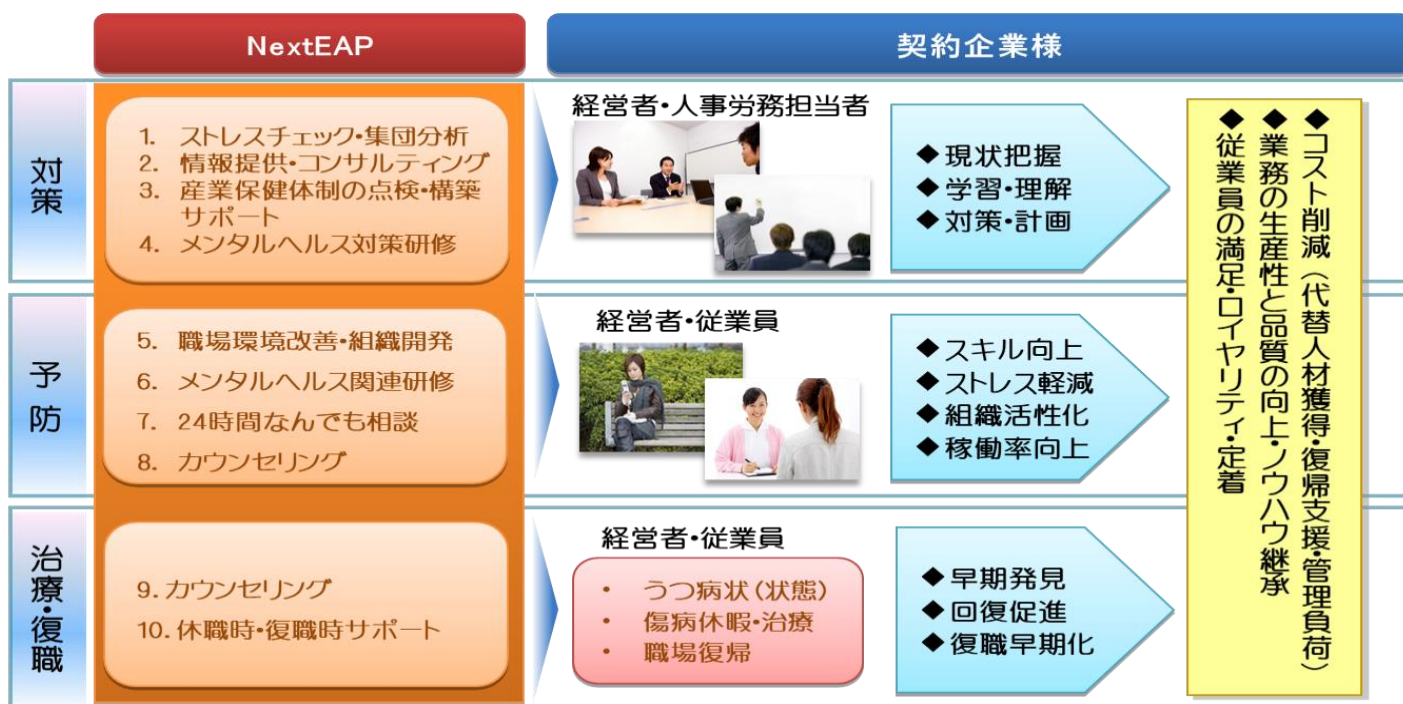 NextEAP
契約企業様
対策
1. ストレスチェック・集団分析
2. 情報提供・コンサルティング
3. 産業保健体制の点検・構築
サポート
4. メンタルヘルス対策研修
経営者・人事労務担当者
◆現状把握
◆学習・理解
◆対策・計画
予防
5. 職場環境改善・組織開発
6. メンタルヘルス関連研修
7. 24時間なんでも相談
8. カウンセリング
経営者・従業員
◆スキル向上
◆ストレス軽減
◆組織活性化
◆稼働率向上
治療・復職
9. カウンセリング
10. 休職時・復職時サポート
経営者・従業員
・ うつ病状(状態)
・ 傷病休暇・治療
・ 職場復帰
◆早期発見
◆回復促進
◆復職早期化
◆コスト削減(代替人材獲得・復帰支援・管理負荷)
◆業務の生産性と品質の向上・ノウハウ継承
◆従業員の満足・ロイヤリティ・定着